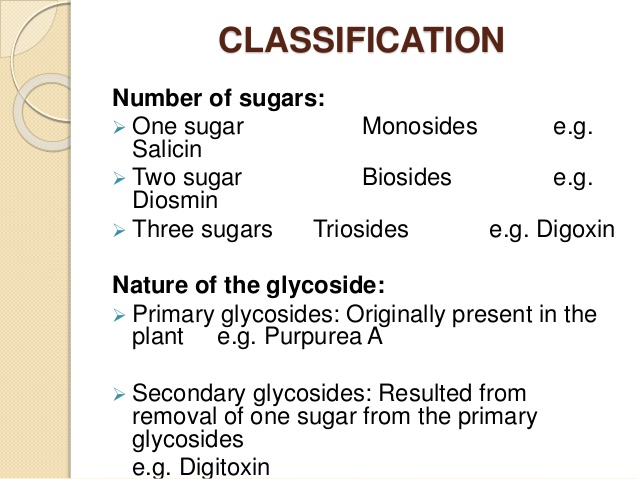 CLASSIFICATION
Number of sugars:
➢ One sugar Monosides e.g.
Salicin
➢ Two sugar Biosides e.g.
Diosmin
➢ Three sugars Triosides e.g. Digoxin
Nature of the glycoside:
➢ Primary glycosides: Originally present in the
plant e.g. Purpurea A
➢ Secondary glycosides: Resulted from
removal of one sugar from the primary
glycosides
e.g. Digitoxin